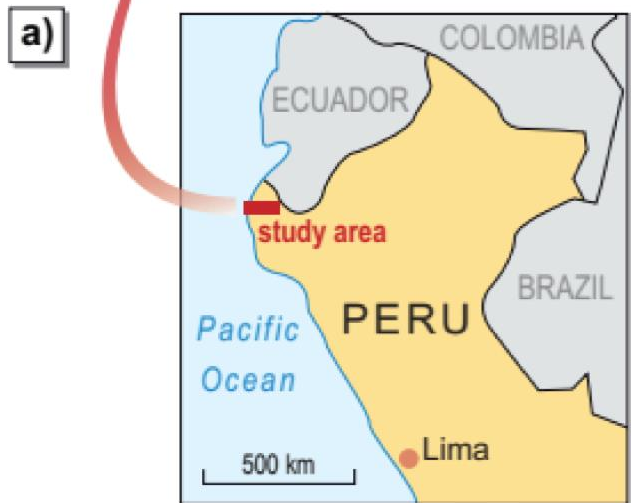 a)
COLOMBIA
ECUADOR
study area
BRAZIL
PERU
Pacific
Ocean
Lima
500 km